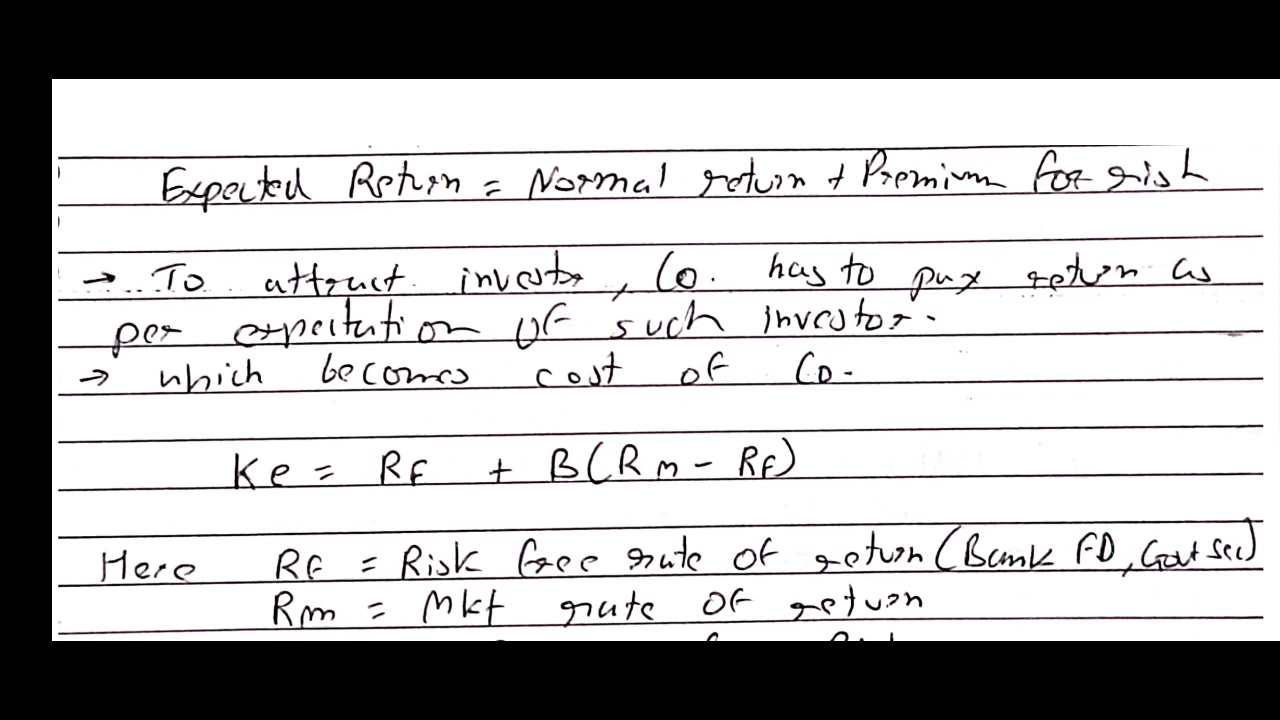 Expected Return = Normal return + Premium for risk
→ To attract investor, Co. has to pay return as
per expectation of such investor.
→ which becomes cost of Co.
Ke = RF + B(Rm - RF)
Here RF = Risk free rate of return (Bank FD, Govt Sec)
Rm = Mkt rate of return